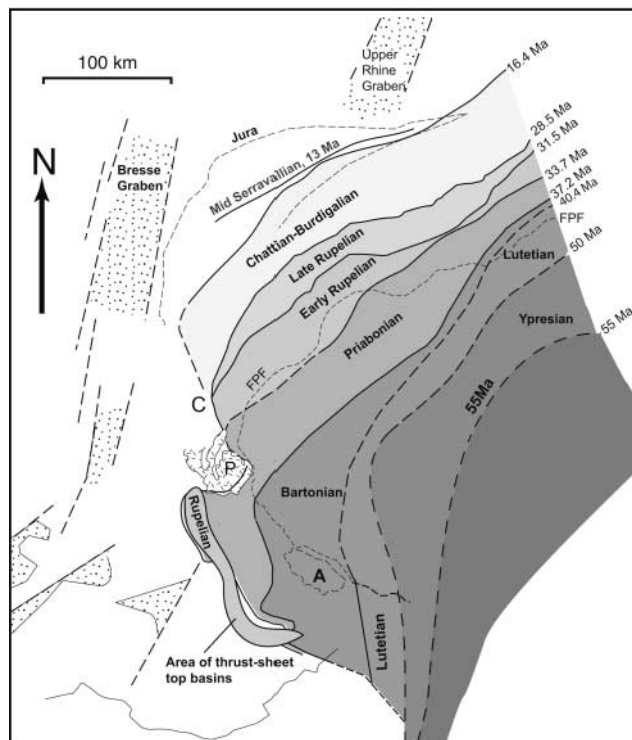 100 km
Upper
Rhine
Graben
16.4 Ma
Jura
N
Bresse
Graben
Mid Serravallian, 13 Ma
28.5 Ma
31.5 Ma
33.7 Ma
37.2 Ma
40.4 Ma
FPF
50 Ma
Chattian-Burdigalian
Late Rupelian
Early Rupelian
Lutetian
Priabonian
Ypresian
55 Ma
FPF
C
55Ma
P
Bartonian
Rupelian
A
Lutetian
Area of thrust-sheet
top basins